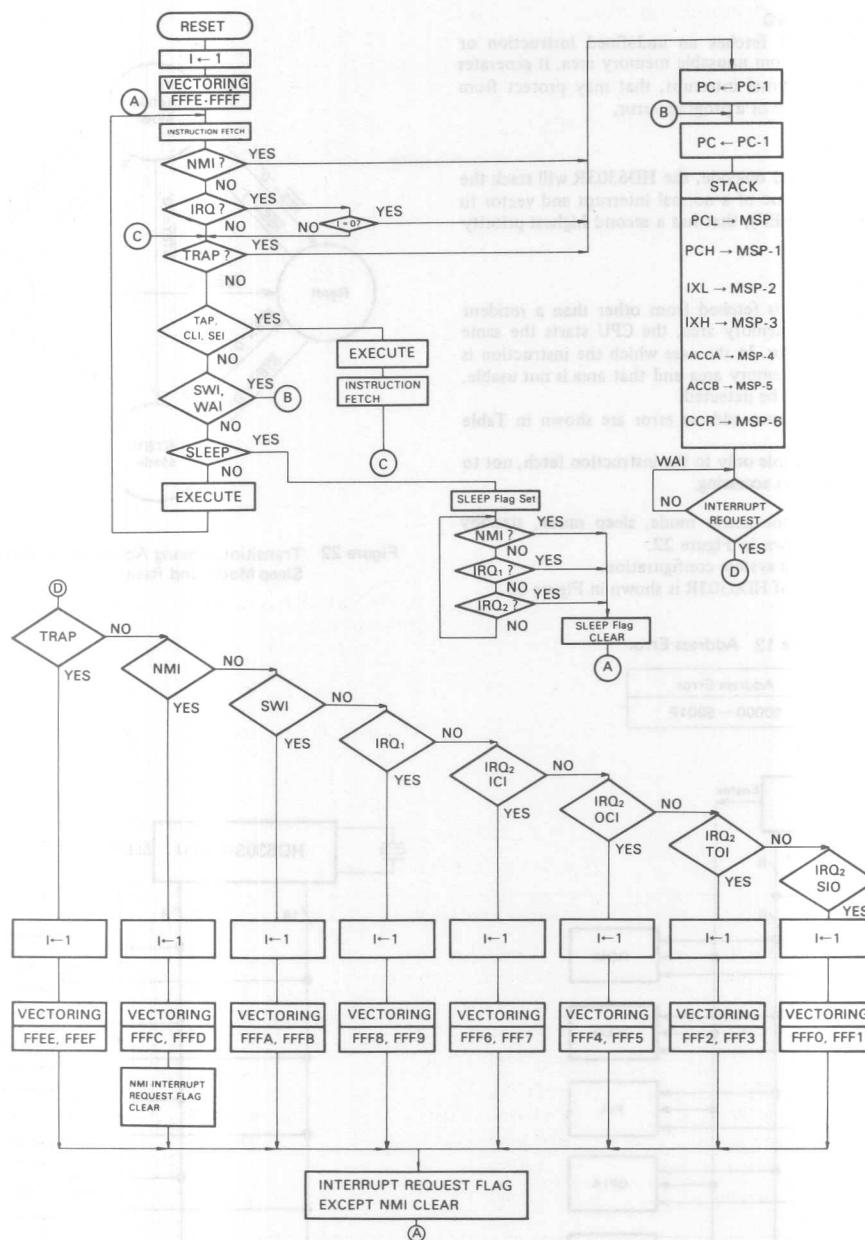 RESET
I ← 1
VECTORING
FFFE-FFFF
A
INSTRUCTION FETCH
NMI ?
YES
NO
IRQ ?
YES
I = 0?
YES
NO
NO
C
TRAP ?
YES
NO
TAP,
CLI, SEI
YES
NO
EXECUTE
INSTRUCTION
FETCH
C
SWI,
WAI
YES
B
NO
SLEEP
YES
NO
EXECUTE
PC ← PC-1
B
PC ← PC-1
STACK
PCL → MSP
PCH → MSP-1
IXL → MSP-2
IXH → MSP-3
ACCA → MSP-4
ACCB → MSP-5
CCR → MSP-6
WAI
NO
INTERRUPT
REQUEST
YES
D
SLEEP Flag Set
NMI ?
YES
NO
IRQ₁ ?
YES
NO
IRQ₂ ?
YES
NO
SLEEP Flag
CLEAR
A
D
TRAP
NO
YES
NMI
NO
YES
SWI
NO
YES
IRQ₁
NO
YES
IRQ₂
ICI
NO
YES
IRQ₂
OCI
NO
YES
IRQ₂
TOI
NO
YES
IRQ₂
SIO
YES
I←1
I←1
I←1
I←1
I←1
I←1
I←1
I←1
VECTORING
FFEE, FFEF
VECTORING
FFFC, FFFD
VECTORING
FFFA, FFFB
VECTORING
FFF8, FFF9
VECTORING
FFF6, FFF7
VECTORING
FFF4, FFF5
VECTORING
FFF2, FFF3
VECTORING
FFF0, FFF1
NMI INTERRUPT
REQUEST FLAG
CLEAR
INTERRUPT REQUEST FLAG
EXCEPT NMI CLEAR
A